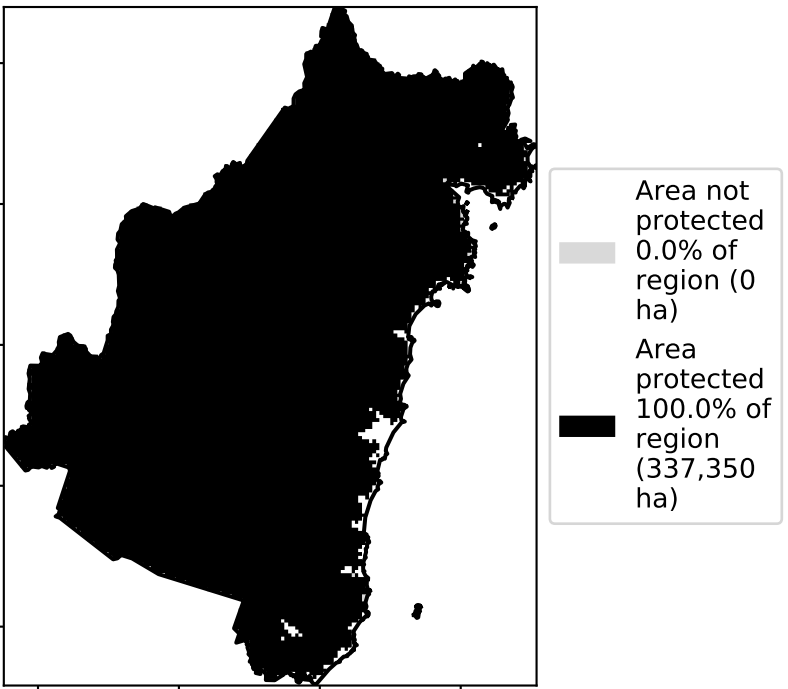 Area not
protected
0.0% of
region (0
ha)
Area
protected
100.0% of
region
(337,350
ha)